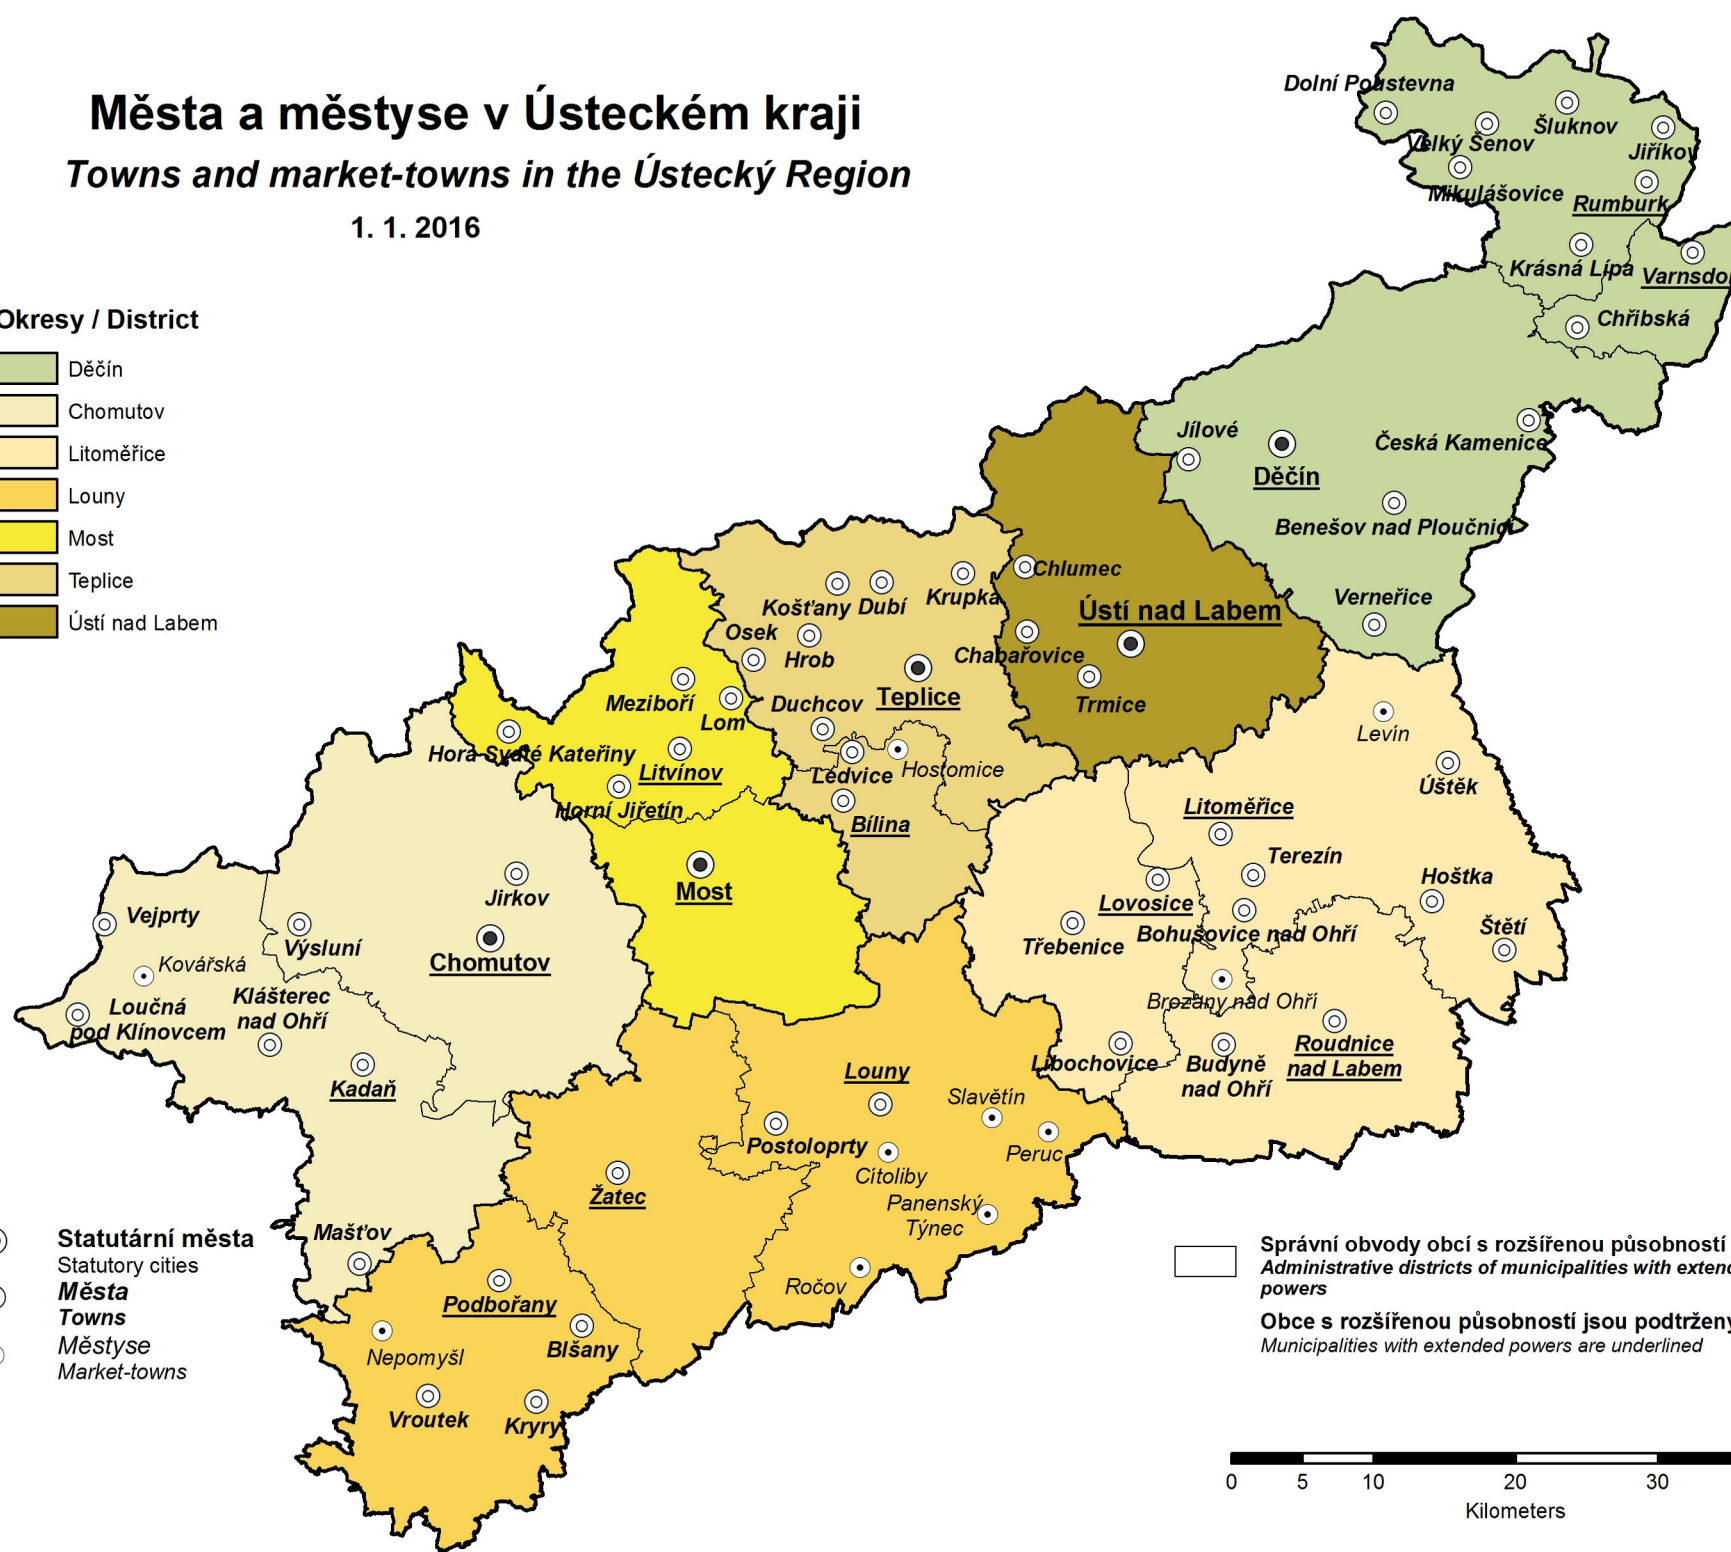 Města a městyse v Ústeckém kraji
Towns and market-towns in the Ústecký Region
1. 1. 2016
Okresy / District
Děčín
Chomutov
Litoměřice
Louny
Most
Teplice
Ústí nad Labem
Dolní Poustevna
Velký Šenov
Šluknov
Jiříkov
Mikulášovice
Rumburk
Krásná Lípa
Chřibská
Jílové
Děčín
Česká Kamenice
Benešov nad Ploučnicí
Verneřice
Chlumec
Ústí nad Labem
Chabařovice
Trmice
Košťany
Dubí
Krupka
Osek
Hrob
Teplice
Duchcov
Ledvice
Hostomice
Bílina
Meziboří
Lom
Hora Svaté Kateřiny
Litvínov
Horní Jiřetín
Most
Levín
Úštěk
Litoměřice
Terezín
Hoštka
Štětí
Lovosice
Třebenice
Bohušovice nad Ohří
Brozany nad Ohří
Libochovice
Budyně
nad Ohří
Roudnice
nad Labem
Jirkov
Chomutov
Výsluní
Vejprty
Kovářská
Loučná
pod Klínovcem
Klášterec
nad Ohří
Kadaň
Mašťov
Louny
Slavětín
Peruc
Postoloprty
Cítoliby
Panenský
Týnec
Ročov
Žatec
Podbořany
Blšany
Nepomyšl
Vroutek
Kryry
Statutární města
Statutory cities
Města
Towns
Městyse
Market-towns
Správní obvody obcí s rozšířenou působností
Administrative districts of municipalities with
powers
Obce s rozšířenou působností jsou podtrženy
Municipalities with extended powers are underlined
0 5 10 20 30
Kilometers